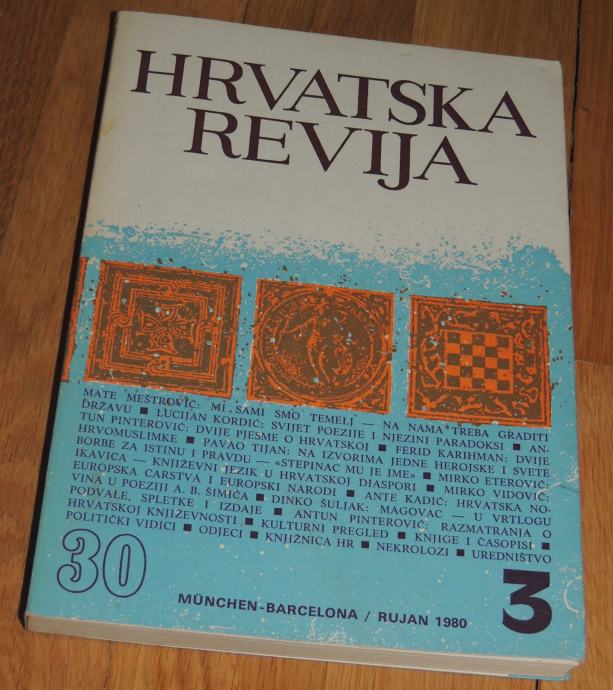 HRVATSKA
REVIJA
MATE MEŠTROVIĆ: MI SAMI SMO TEMELJ — NA NAMA TREBA GRADITI
DRŽAVU ■ LUCIJAN KORDIĆ: SVIJET POEZIJE I NJEZINI PARADOKSI ■ AN-
TUN PINTEROVIĆ: DVIJE PJESME O HRVATSKOJ ■ FERID KARIHMAN: DVIJE
HRVOMUSLIMKE ■ PAVAO TIJAN: NA IZVORIMA JEDNE HEROJSKE I SVETE
BORBE ZA ISTINU I PRAVDU — «STEPINAC MU JE IME» ■ MIRKO ETEROVIĆ:
IKAVICA — KNJIŽEVNI JEZIK U HRVATSKOJ DIASPORI ■ MIRKO VIDOVIĆ:
EUROPSKA CARSTVA I EUROPSKI NARODI ■ ANTE KADIĆ: HRVATSKA NO-
VINA U POEZIJI A. B. ŠIMIĆA ■ DINKO ŠULJAK: MAGOVAC — U VRTLOGU
PODVALE, SPLETKE I IZDAJE ■ ANTUN PINTEROVIĆ: RAZMATRANJA O
HRVATSKOJ KNJIŽEVNOSTI ■ KULTURNI PREGLED ■ KNJIGE I ČASOPISI ■
POLITIČKI VIDICI ■ ODJECI ■ KNJIŽNICA HR ■ NEKROLOZI ■ UREDNIŠTVO
30
MÜNCHEN-BARCELONA / RUJAN 1980
3